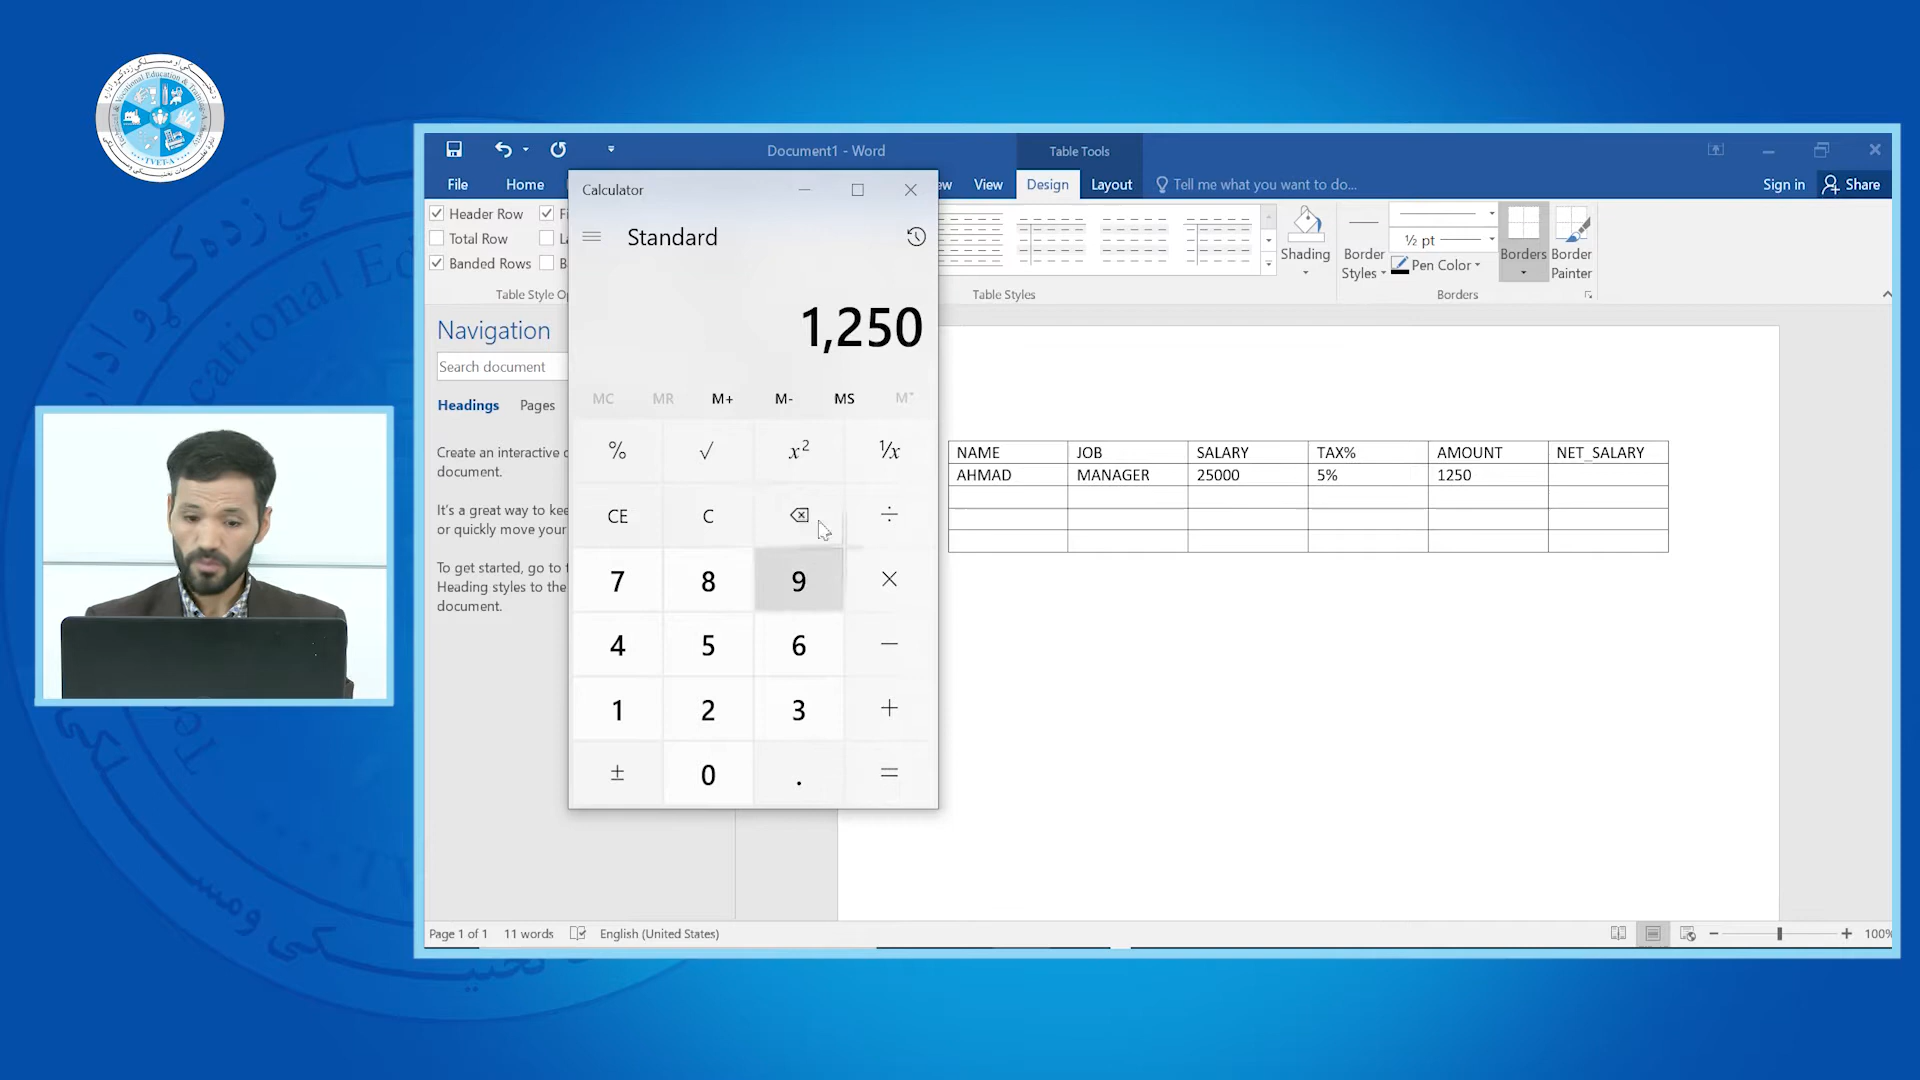 Technical & Vocational Education & Training
TVET-A
Document1 - Word
Table Tools
File
Home
View
Design
Layout
Tell me what you want to do...
Sign in
Share
Header Row
Total Row
Banded Rows
Shading
Border Styles
½ pt
Pen Color
Borders
Border Painter
Table Styles
Borders
Navigation
Search document
Headings Pages
Create an interactive
document.
It's a great way to
or quickly move your
To get started, go to
Heading styles to the
document.
Calculator
Standard
1,250
MC MR M+ M- MS
% √ x² ¹/x
CE C ÷
7 8 9 ×
4 5 6 −
1 2 3 +
± 0 . =
NAME JOB SALARY TAX% AMOUNT NET_SALARY
AHMAD MANAGER 25000 5% 1250
Page 1 of 1 11 words English (United States)
100%